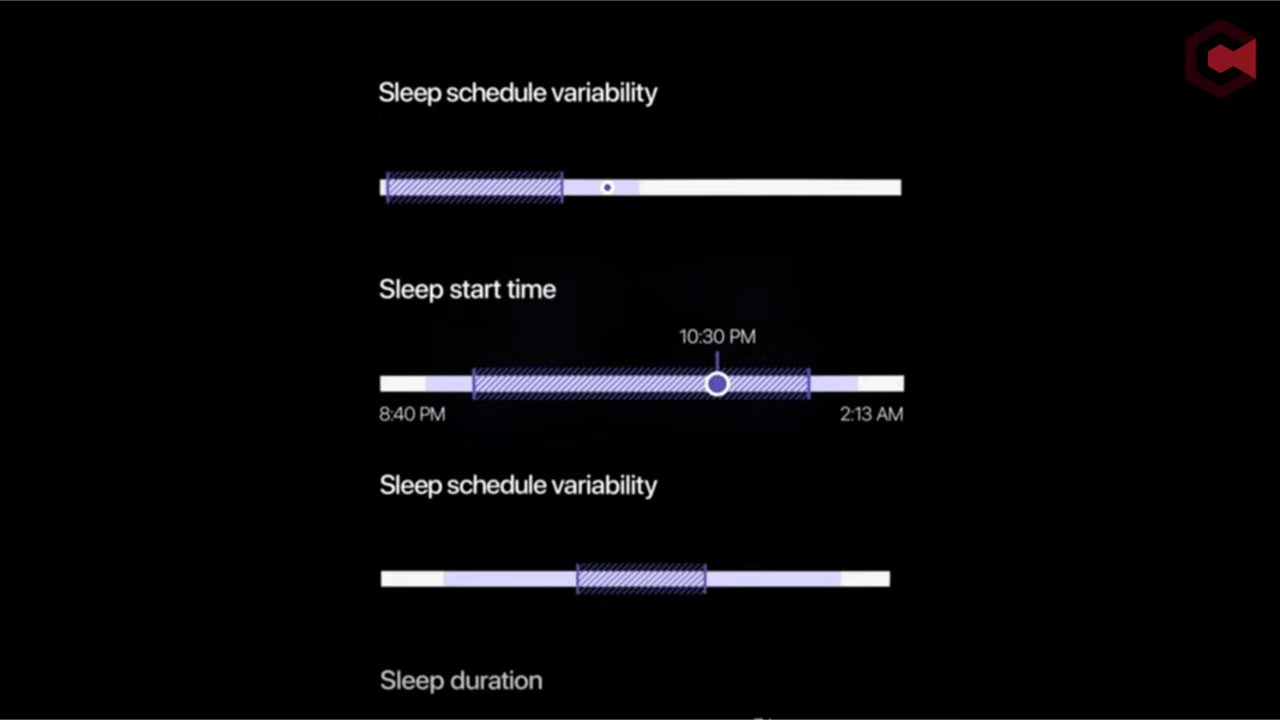 Sleep schedule variability
Sleep start time
10:30 PM
8:40 PM
2:13 AM
Sleep schedule variability
Sleep duration